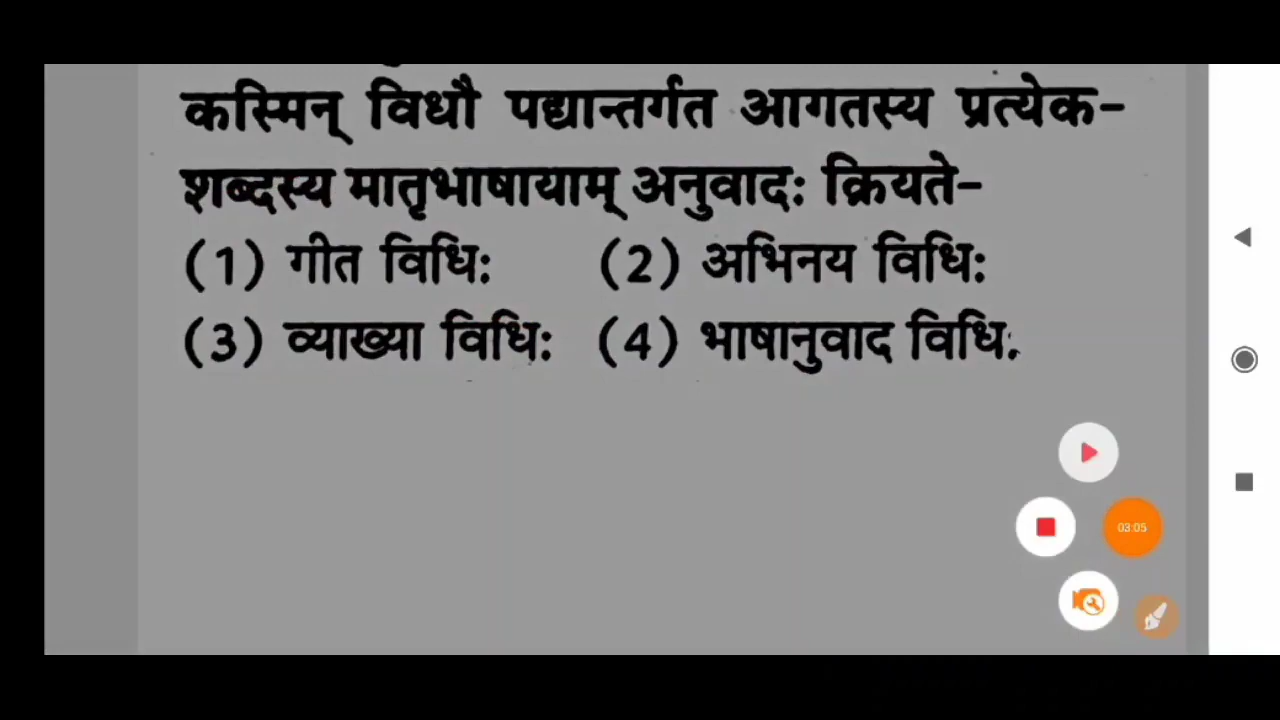 कस्मिन् विधौ पद्यान्तर्गत आगतस्य प्रत्येक-
शब्दस्य मातृभाषायाम् अनुवादः क्रियते-
(1) गीत विधिः (2) अभिनय विधिः
(3) व्याख्या विधिः (4) भाषानुवाद विधिः
03:05